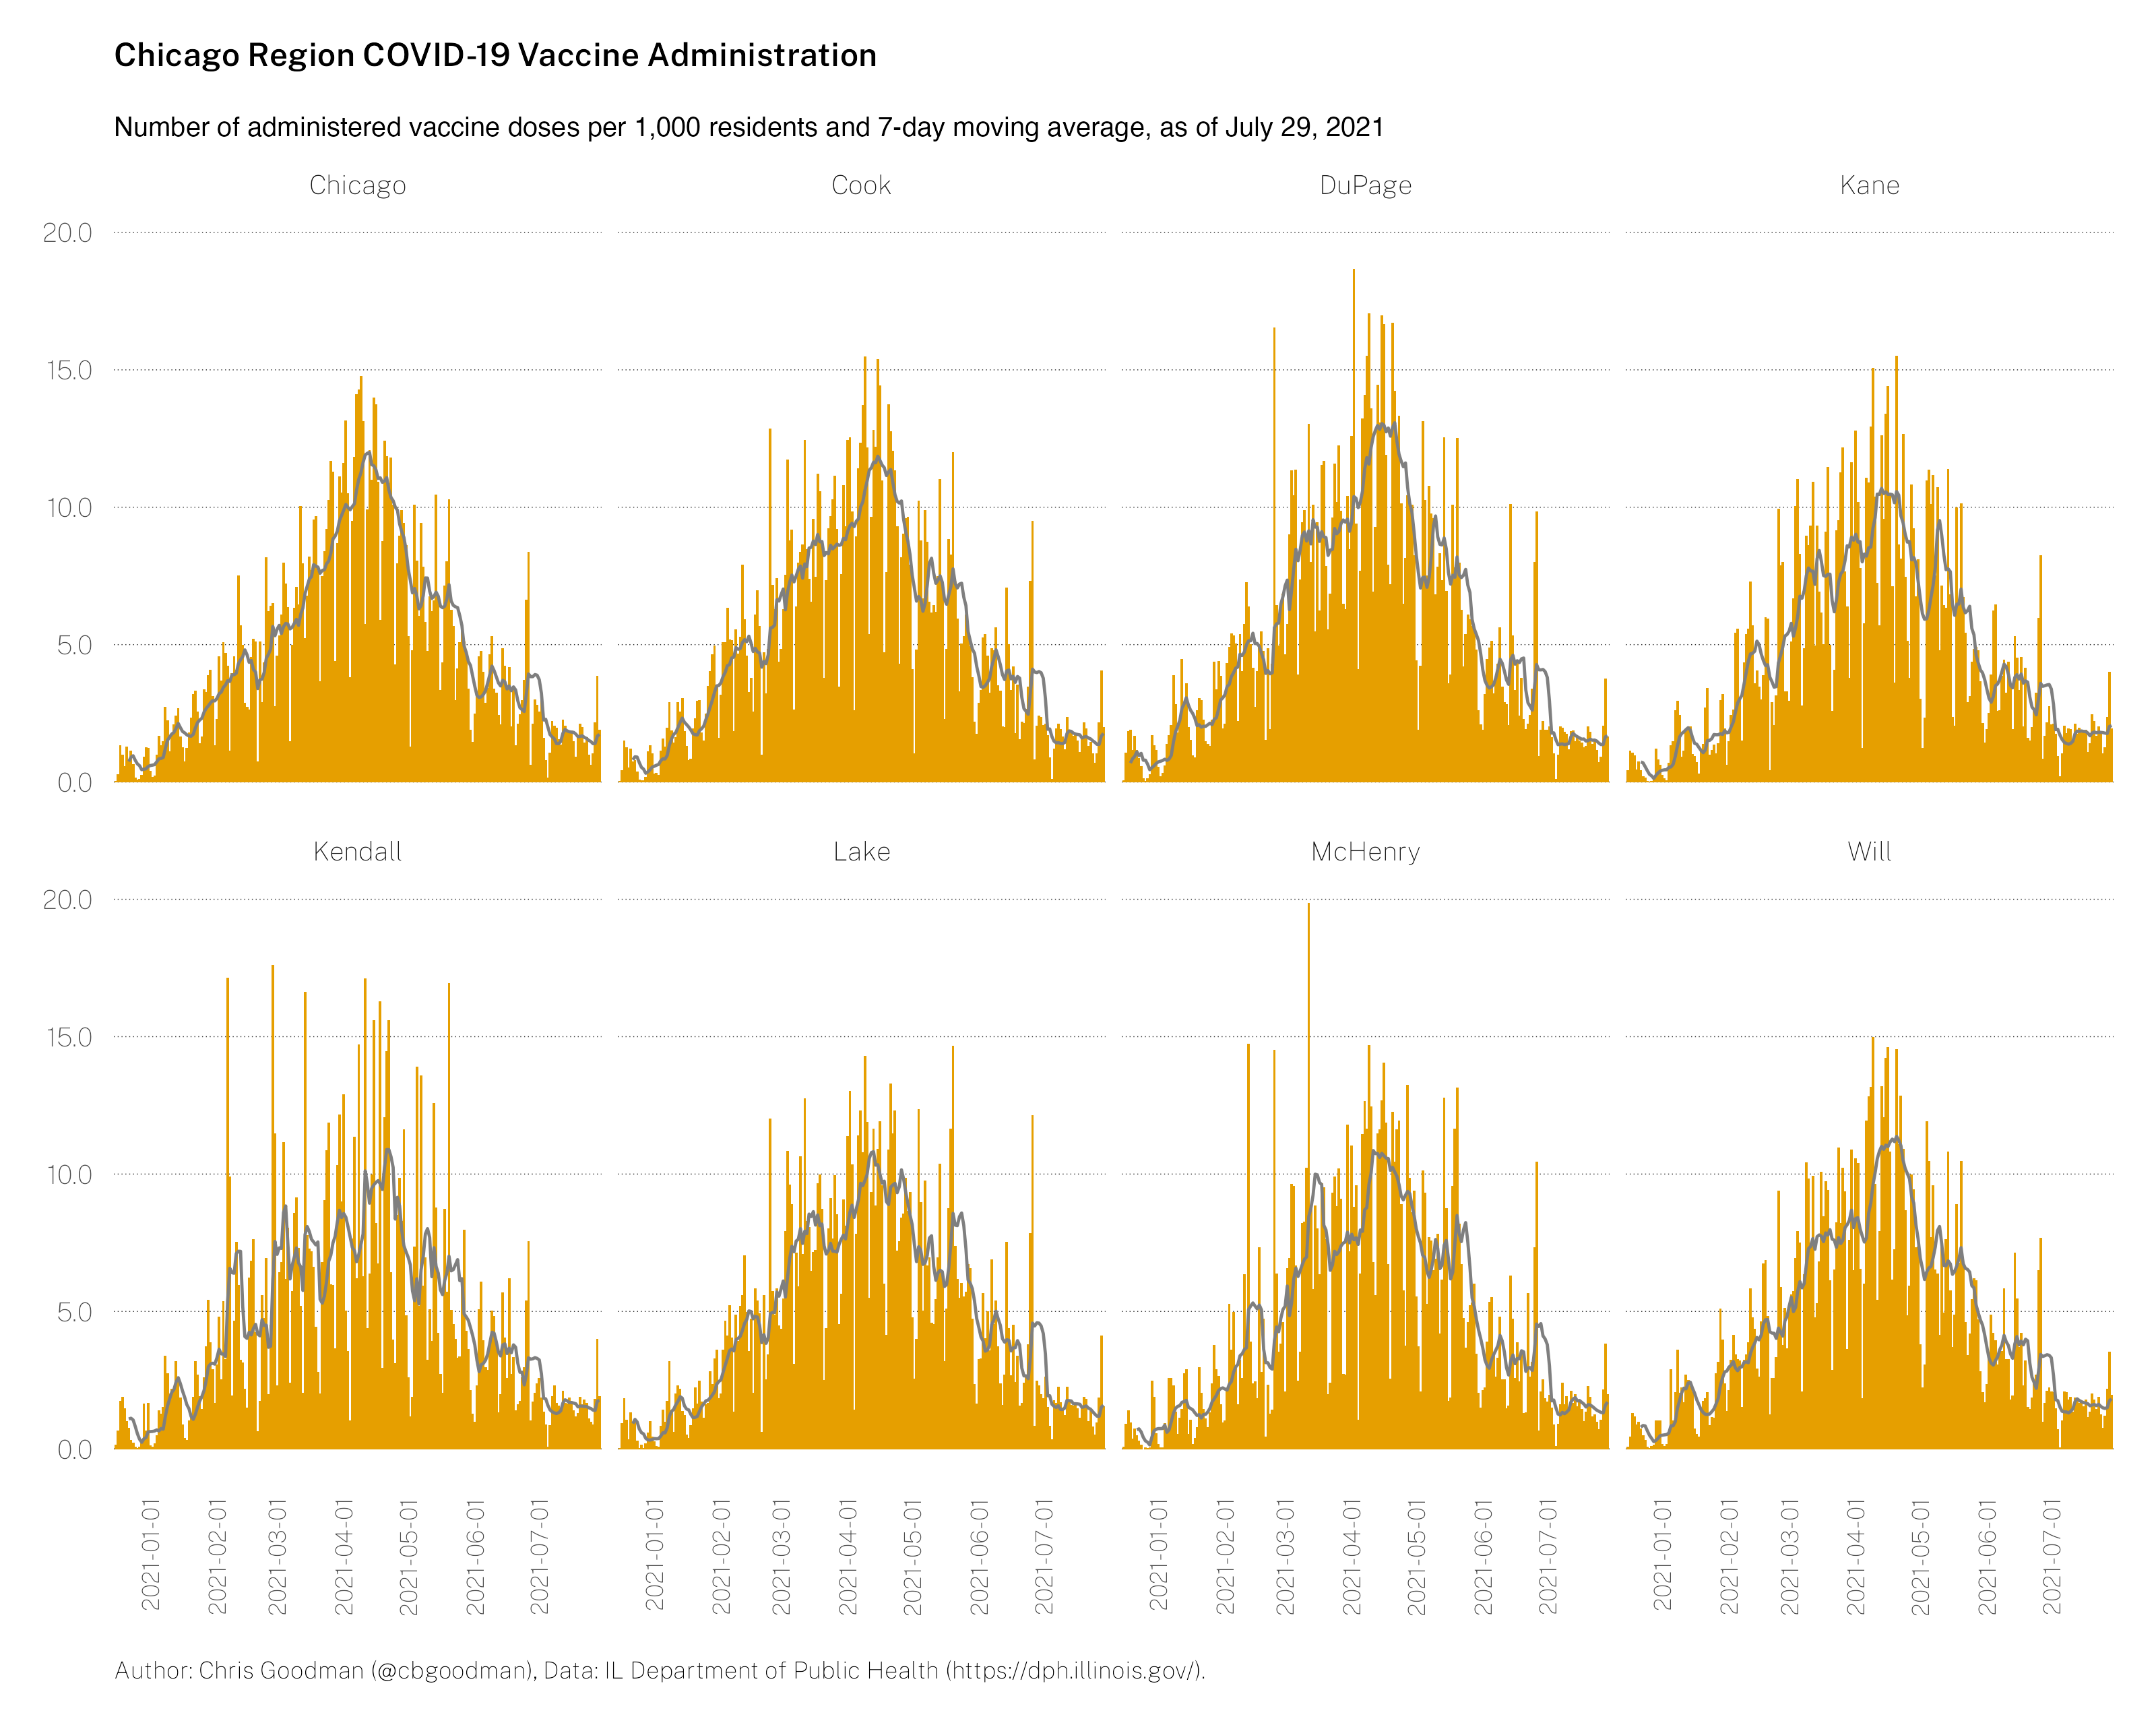 Chicago Region COVID-19 Vaccine Administration
Number of administered vaccine doses per 1,000 residents and 7-day moving average, as of July 29, 2021
Chicago Cook DuPage Kane
20.0
15.0
10.0
5.0
0.0
Kendall Lake McHenry Will
20.0
15.0
10.0
5.0
0.0
2021-01-01 2021-02-01 2021-03-01 2021-04-01 2021-05-01 2021-06-01 2021-07-01 2021-01-01 2021-02-01 2021-03-01 2021-04-01 2021-05-01 2021-06-01 2021-07-01 2021-01-01 2021-02-01 2021-03-01 2021-04-01 2021-05-01 2021-06-01 2021-07-01 2021-01-01 2021-02-01 2021-03-01 2021-04-01 2021-05-01 2021-06-01 2021-07-01
Author: Chris Goodman (@cbgoodman), Data: IL Department of Public Health (https://dph.illinois.gov/).